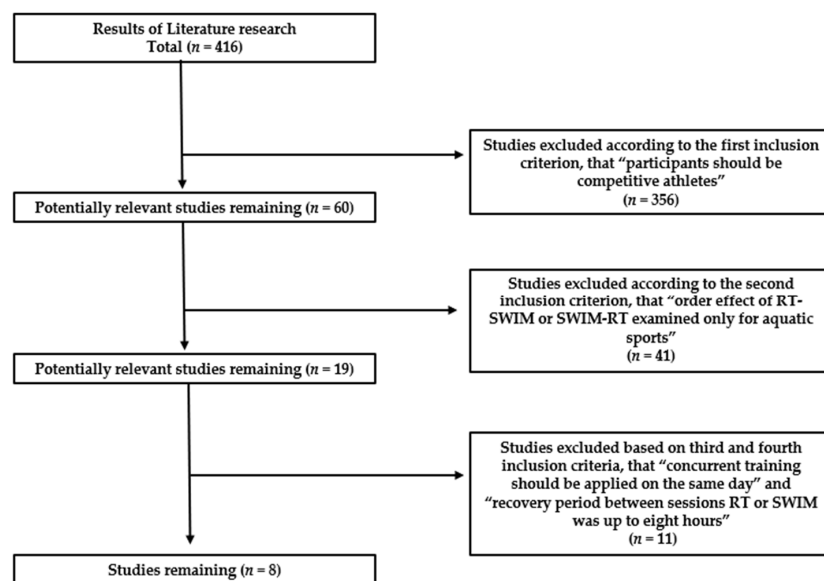 Results of Literature research
Total (n = 416)
Studies excluded according to the first inclusion
criterion, that “participants should be
competitive athletes”
(n = 356)
Potentially relevant studies remaining (n = 60)
Studies excluded according to the second
inclusion criterion, that “order effect of RT-
SWIM or SWIM-RT examined only for aquatic
sports”
(n = 41)
Potentially relevant studies remaining (n = 19)
Studies excluded based on third and fourth
inclusion criteria, that “concurrent training
should be applied on the same day” and
“recovery period between sessions RT or SWIM
was up to eight hours”
(n = 11)
Studies remaining (n = 8)